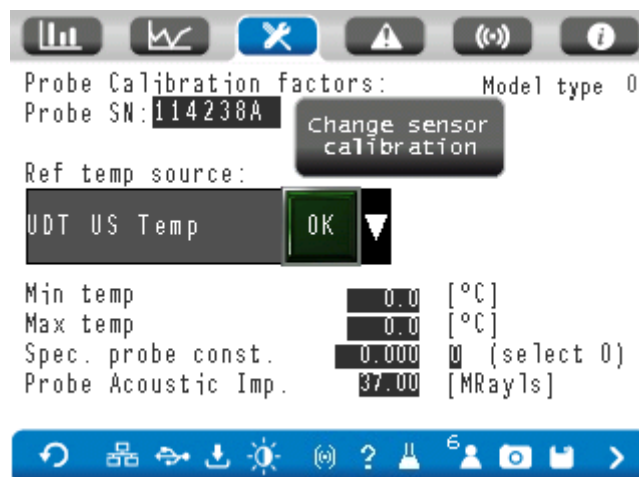 Probe Calibration factors: Model type 0
Probe SN: 114238A
Change sensor
calibration
Ref temp source:
UDT US Temp OK
Min temp 0.0 [°C]
Max temp 0.0 [°C]
Spec. probe const. 0.000 0 (select 0)
Probe Acoustic Imp. 37.00 [MRayls]
? 6